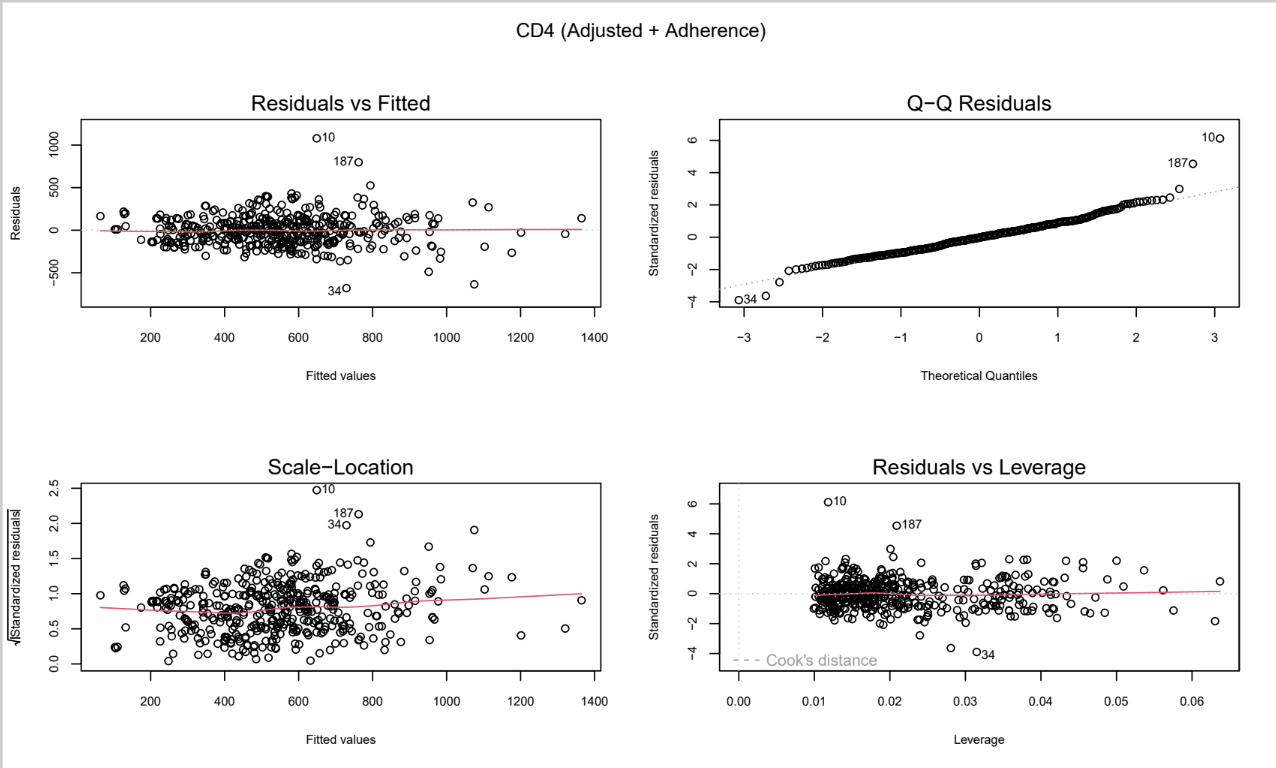 CD4 (Adjusted + Adherence)
Residuals vs Fitted
Residuals
1000
500
0
−500
10
187
34
200 400 600 800 1000 1200 1400
Fitted values
Q−Q Residuals
Standardized residuals
6
4
2
0
−2
−4
10
187
34
−3 −2 −1 0 1 2 3
Theoretical Quantiles
Scale−Location
√|Standardized residuals|
2.5
2.0
1.5
1.0
0.5
0.0
10
187
34
200 400 600 800 1000 1200 1400
Fitted values
Residuals vs Leverage
Standardized residuals
6
4
2
0
−2
−4
10
187
34
Cook's distance
0.00 0.01 0.02 0.03 0.04 0.05 0.06
Leverage